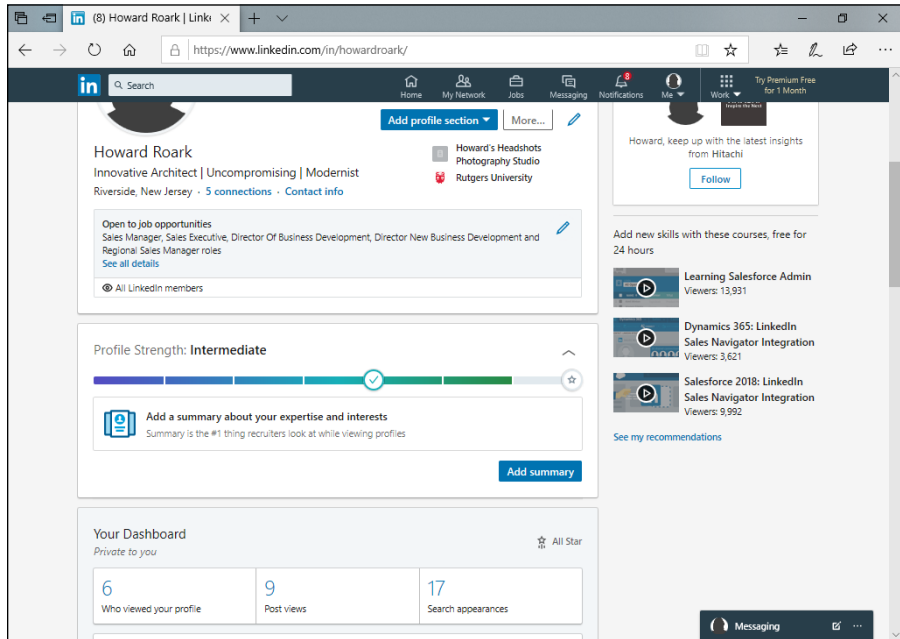 (8) Howard Roark | Linke
https://www.linkedin.com/in/howardroark/
in
Search
Home
My Network
Jobs
Messaging
8
Notifications
Me
Work
Try Premium Free
for 1 Month
Add profile section
More...
Howard Roark
Innovative Architect | Uncompromising | Modernist
Riverside, New Jersey · 5 connections · Contact info
Howard's Headshots
Photography Studio
Rutgers University
Open to job opportunities
Sales Manager, Sales Executive, Director Of Business Development, Director New Business Development and
Regional Sales Manager roles
See all details
All LinkedIn members
Profile Strength: Intermediate
Add a summary about your expertise and interests
Summary is the #1 thing recruiters look at while viewing profiles
Add summary
Your Dashboard
Private to you
All Star
6
Who viewed your profile
9
Post views
17
Search appearances
Inspire the Next
Howard, keep up with the latest insights
from Hitachi
Follow
Add new skills with these courses, free for
24 hours
Learning Salesforce Admin
Viewers: 13,931
Dynamics 365: LinkedIn
Sales Navigator Integration
Viewers: 3,621
Salesforce 2018: LinkedIn
Sales Navigator Integration
Viewers: 9,992
See my recommendations
Messaging